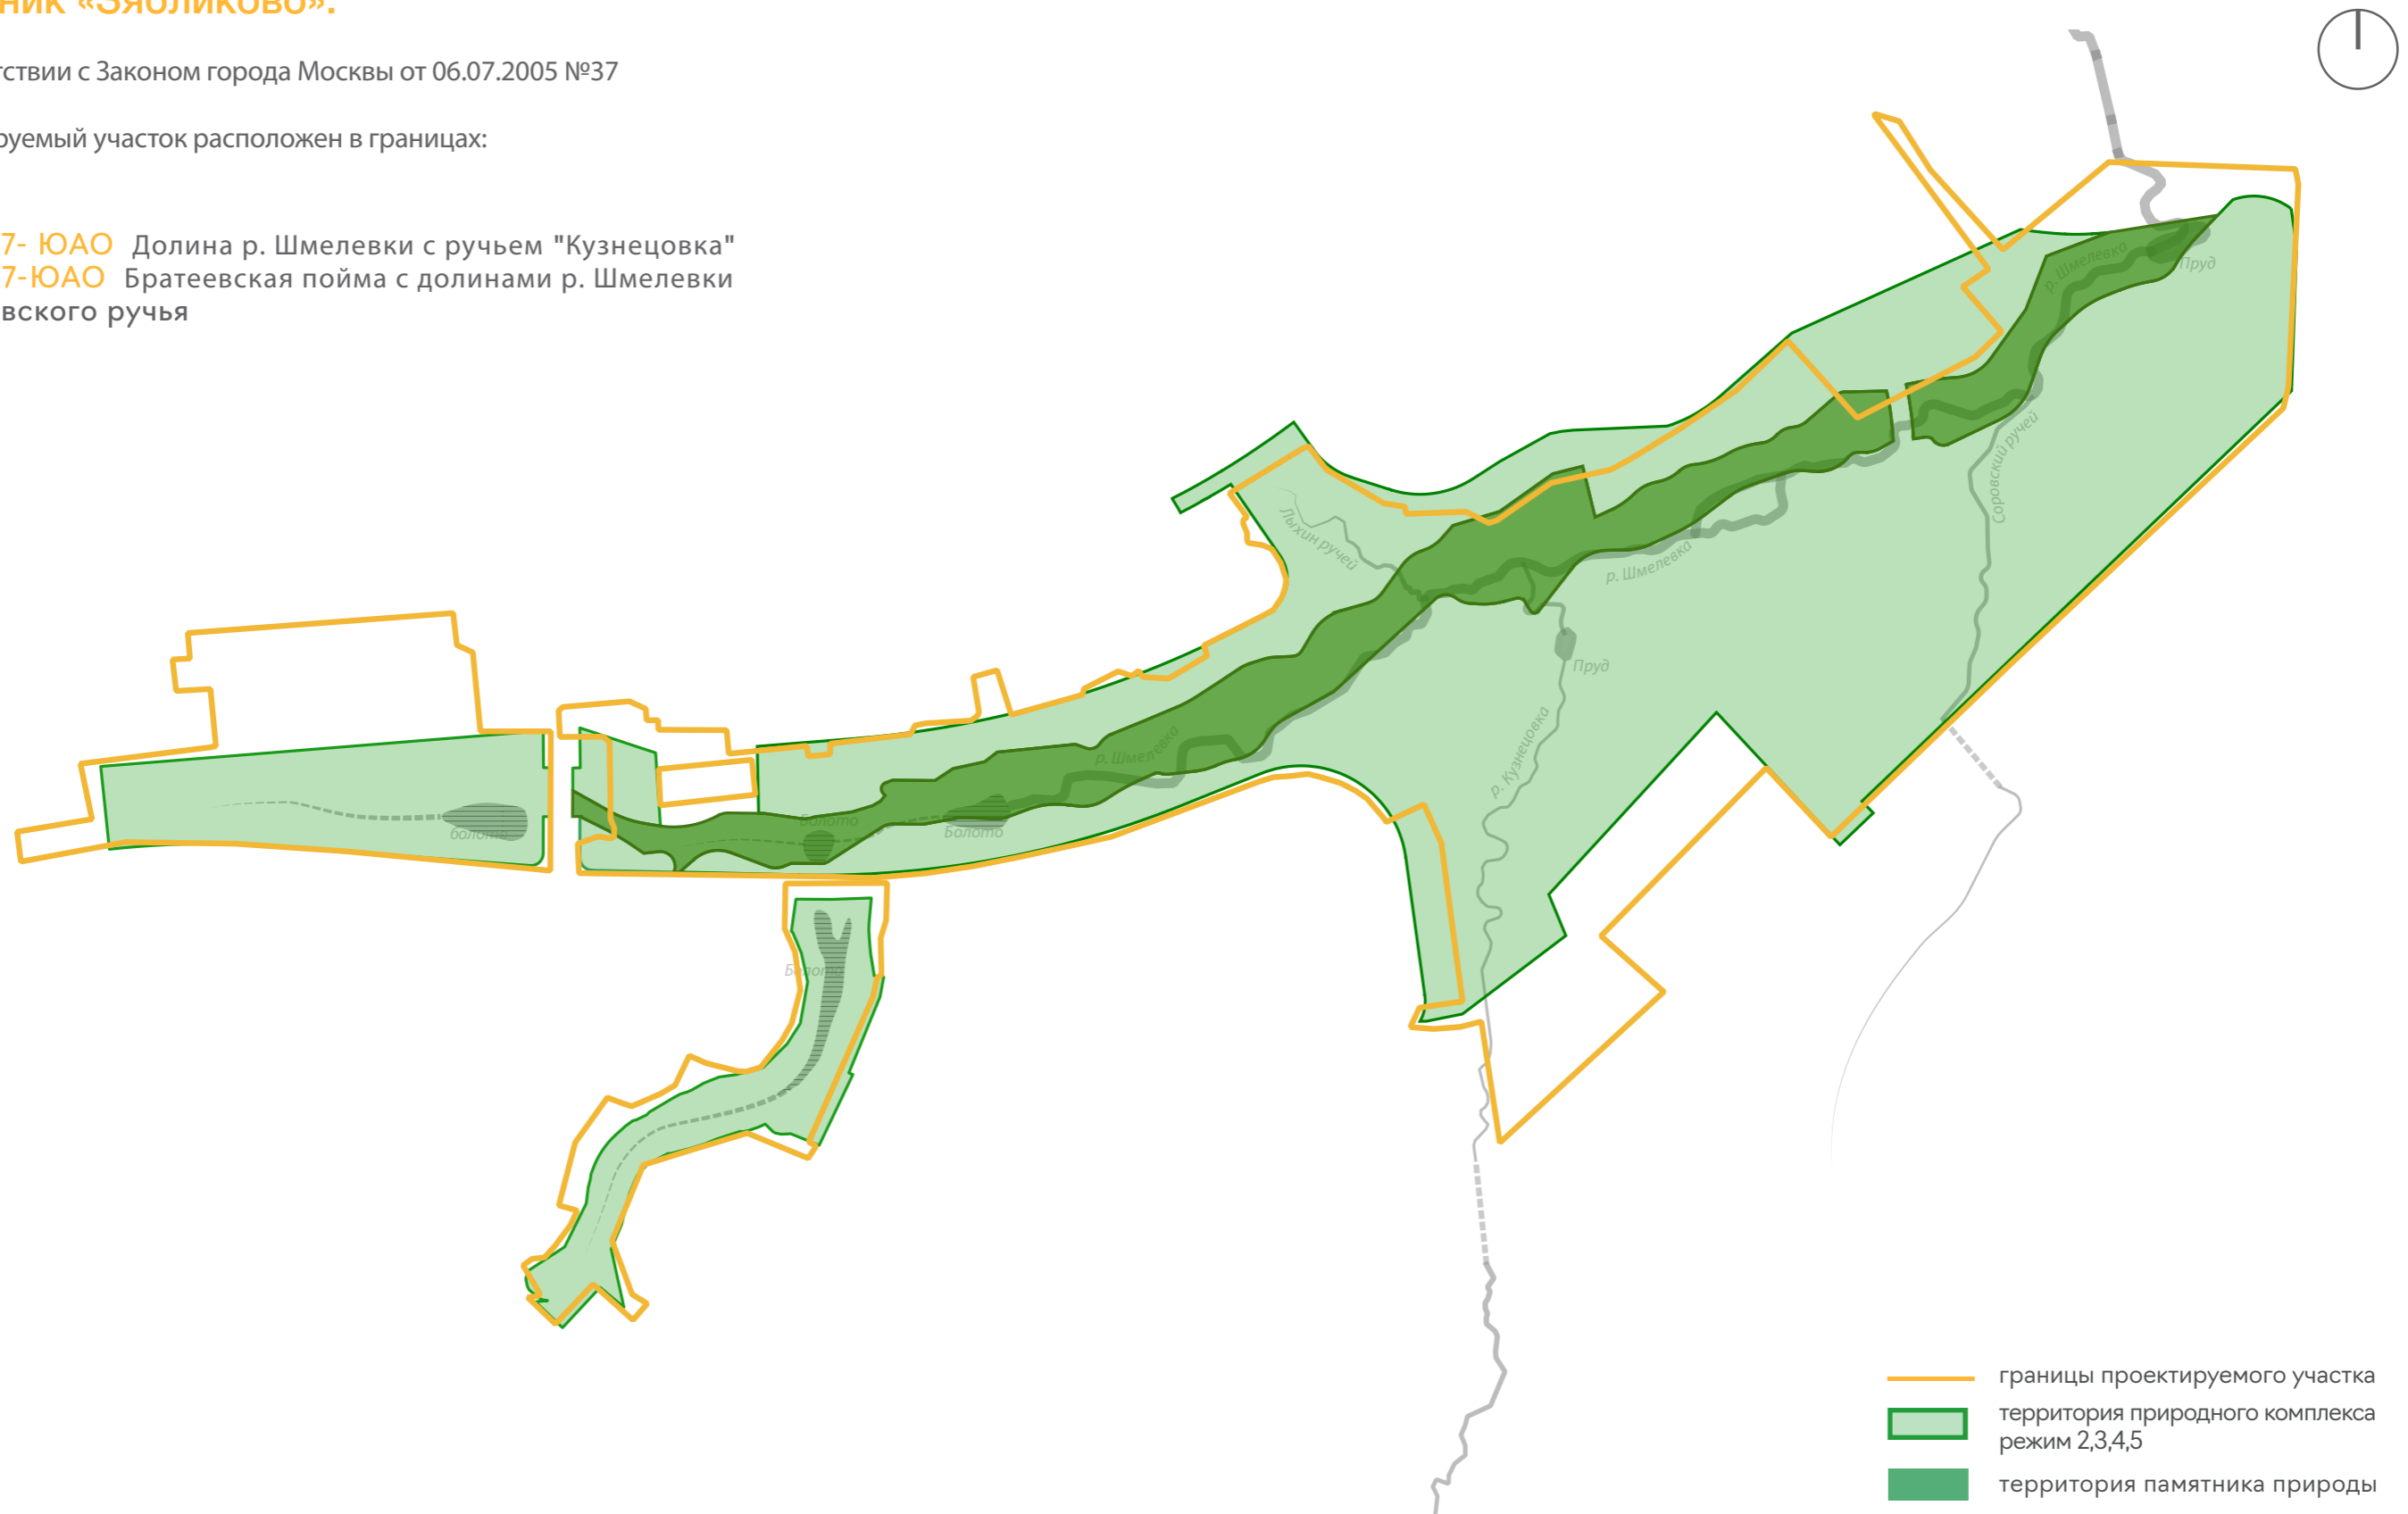 ник «Зябликово».
тствии с Законом города Москвы от 06.07.2005 №37
руемый участок расположен в границах:
7- ЮАО Долина р. Шмелевки с ручьем "Кузнецовка"
7-ЮАО Братеевская пойма с долинами р. Шмелевки
вского ручья
р. Шмелевка
Пруд
Соровский ручей
Лыхин ручей
р. Шмелевка
Пруд
р. Кузнецовка
р. Шмелевка
болото
Болото
Болото
Болото
границы проектируемого участка
территория природного комплекса
режим 2,3,4,5
территория памятника природы